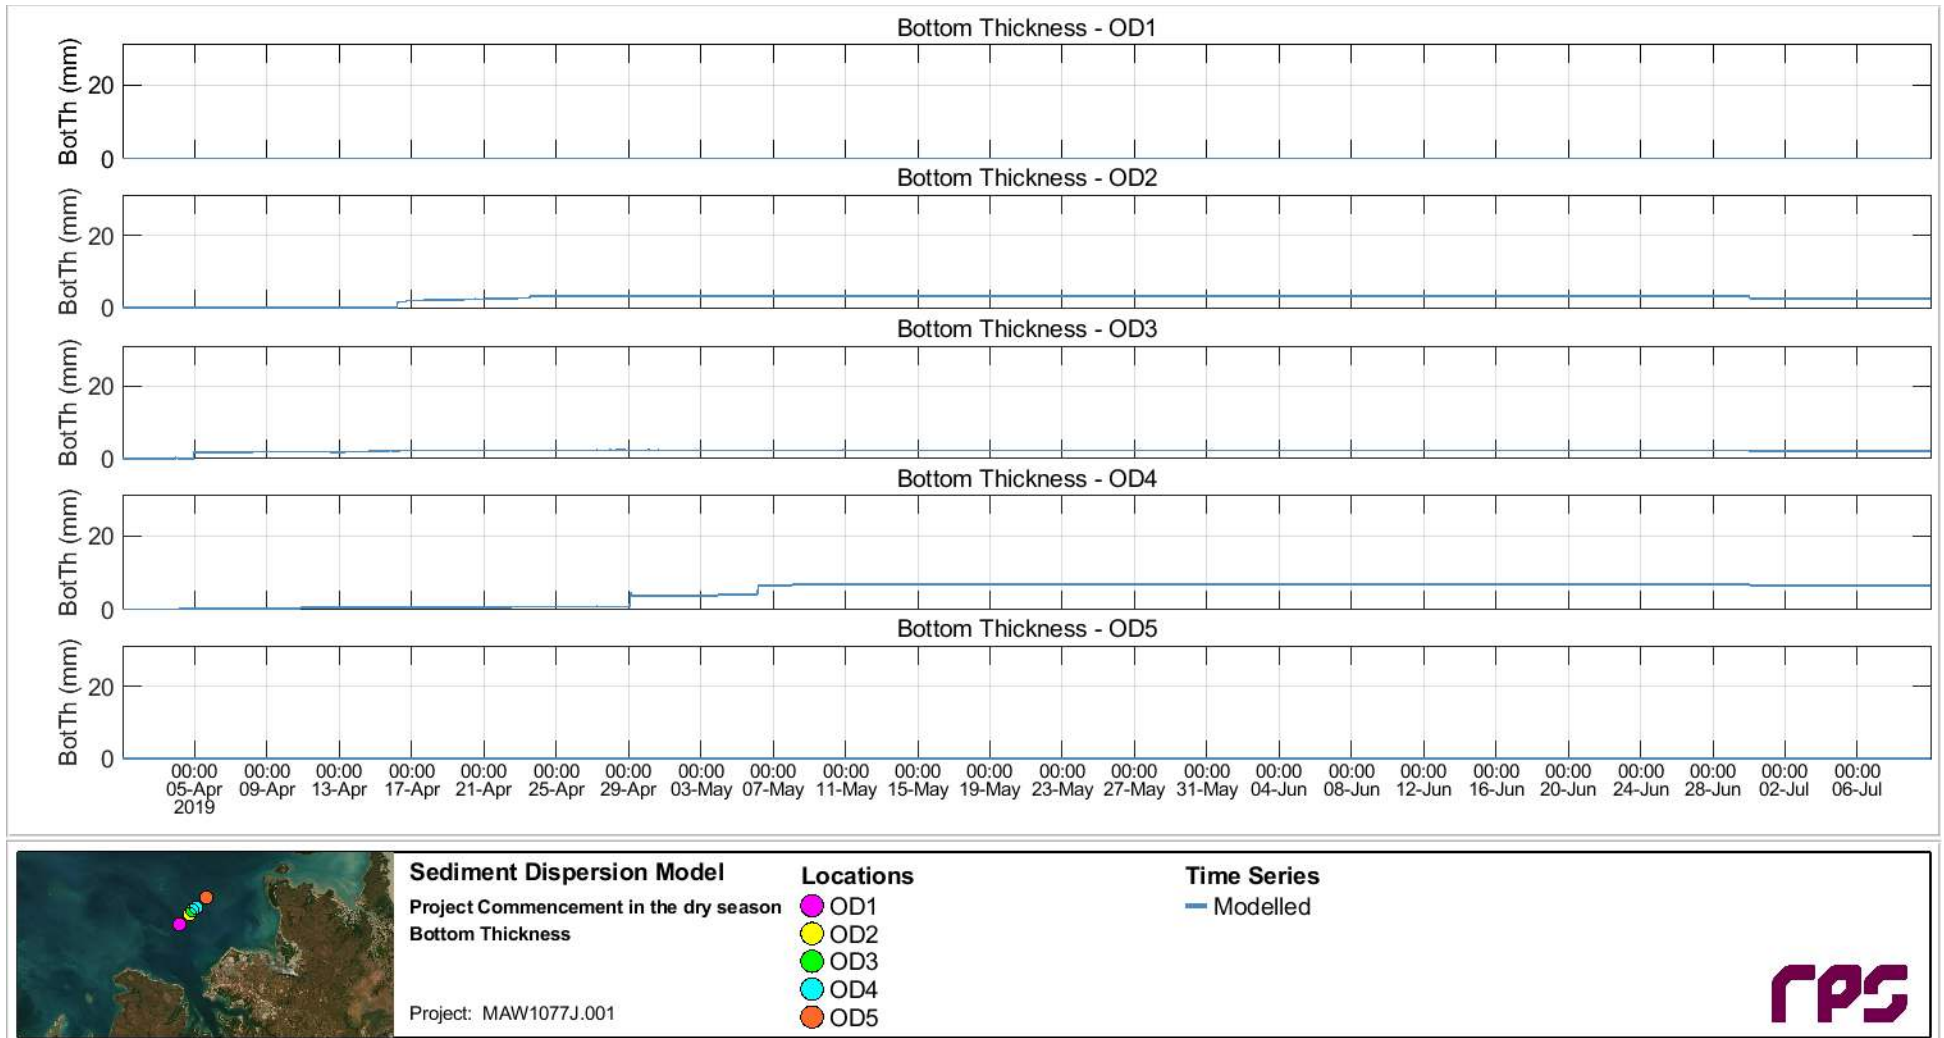 Bottom Thickness - OD1
BotTh (mm)
20
0
Bottom Thickness - OD2
BotTh (mm)
20
0
Bottom Thickness - OD3
BotTh (mm)
20
0
Bottom Thickness - OD4
BotTh (mm)
20
0
Bottom Thickness - OD5
BotTh (mm)
20
0
00:00 00:00 00:00 00:00 00:00 00:00 00:00 00:00 00:00 00:00 00:00 00:00 00:00 00:00 00:00 00:00 00:00 00:00 00:00 00:00 00:00 00:00 00:00 00:00
05-Apr 09-Apr 13-Apr 17-Apr 21-Apr 25-Apr 29-Apr 03-May 07-May 11-May 15-May 19-May 23-May 27-May 31-May 04-Jun 08-Jun 12-Jun 16-Jun 20-Jun 24-Jun 28-Jun 02-Jul 06-Jul
2019
Sediment Dispersion Model
Project Commencement in the dry season
Bottom Thickness
Project: MAW1077J.001
Locations
OD1
OD2
OD3
OD4
OD5
Time Series
Modelled
rps